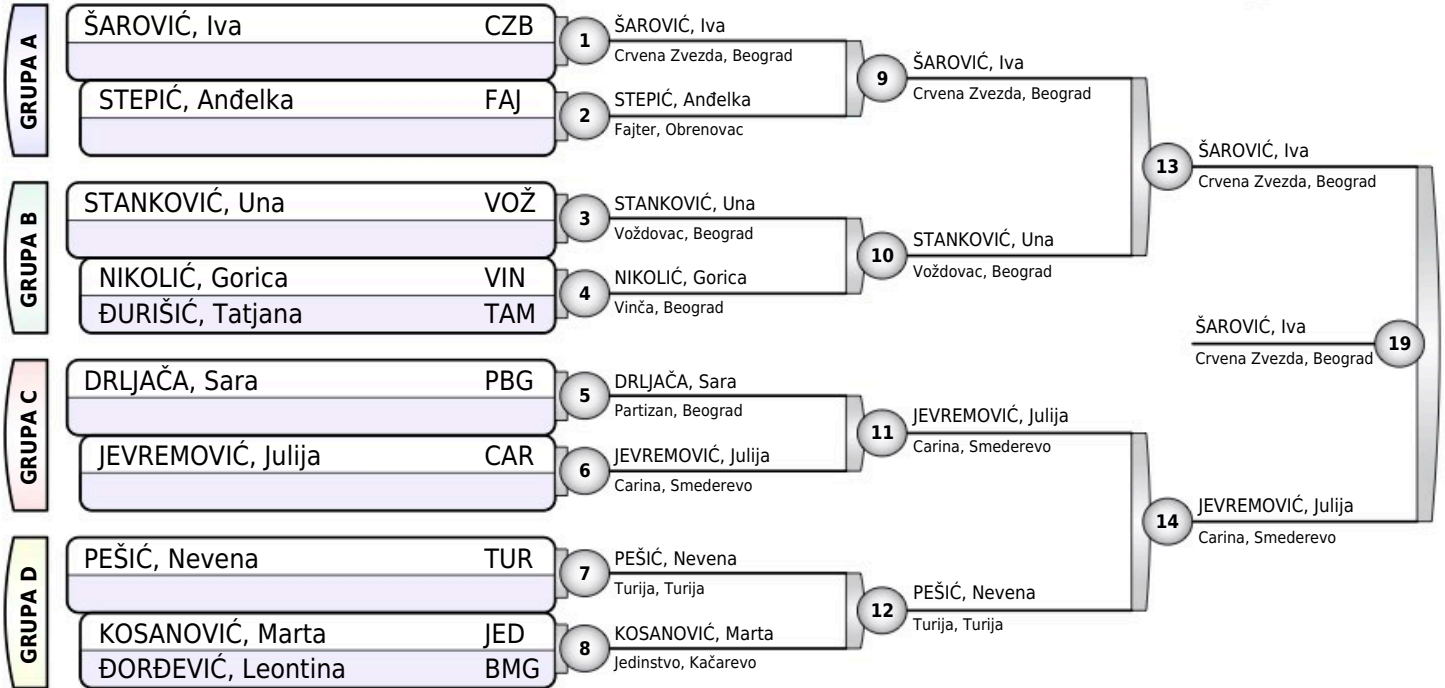 GRUPA A
ŠAROVIĆ, Iva CZB
STEPIĆ, Anđelka FAJ
GRUPA B
STANKOVIĆ, Una VOŽ
NIKOLIĆ, Gorica VIN
ĐURIŠIĆ, Tatjana TAM
GRUPA C
DRLJAČA, Sara PBG
JEVREMOVIĆ, Julija CAR
GRUPA D
PEŠIĆ, Nevena TUR
KOSANOVIĆ, Marta JED
ĐORĐEVIĆ, Leontina BMG
1
ŠAROVIĆ, Iva
Crvena Zvezda, Beograd
2
STEPIĆ, Anđelka
Fajter, Obrenovac
3
STANKOVIĆ, Una
Voždovac, Beograd
4
NIKOLIĆ, Gorica
Vinča, Beograd
5
DRLJAČA, Sara
Partizan, Beograd
6
JEVREMOVIĆ, Julija
Carina, Smederevo
7
PEŠIĆ, Nevena
Turija, Turija
8
KOSANOVIĆ, Marta
Jedinstvo, Kačarevo
9
ŠAROVIĆ, Iva
Crvena Zvezda, Beograd
10
STANKOVIĆ, Una
Voždovac, Beograd
11
JEVREMOVIĆ, Julija
Carina, Smederevo
12
PEŠIĆ, Nevena
Turija, Turija
13
ŠAROVIĆ, Iva
Crvena Zvezda, Beograd
14
JEVREMOVIĆ, Julija
Carina, Smederevo
ŠAROVIĆ, Iva
Crvena Zvezda, Beograd
19